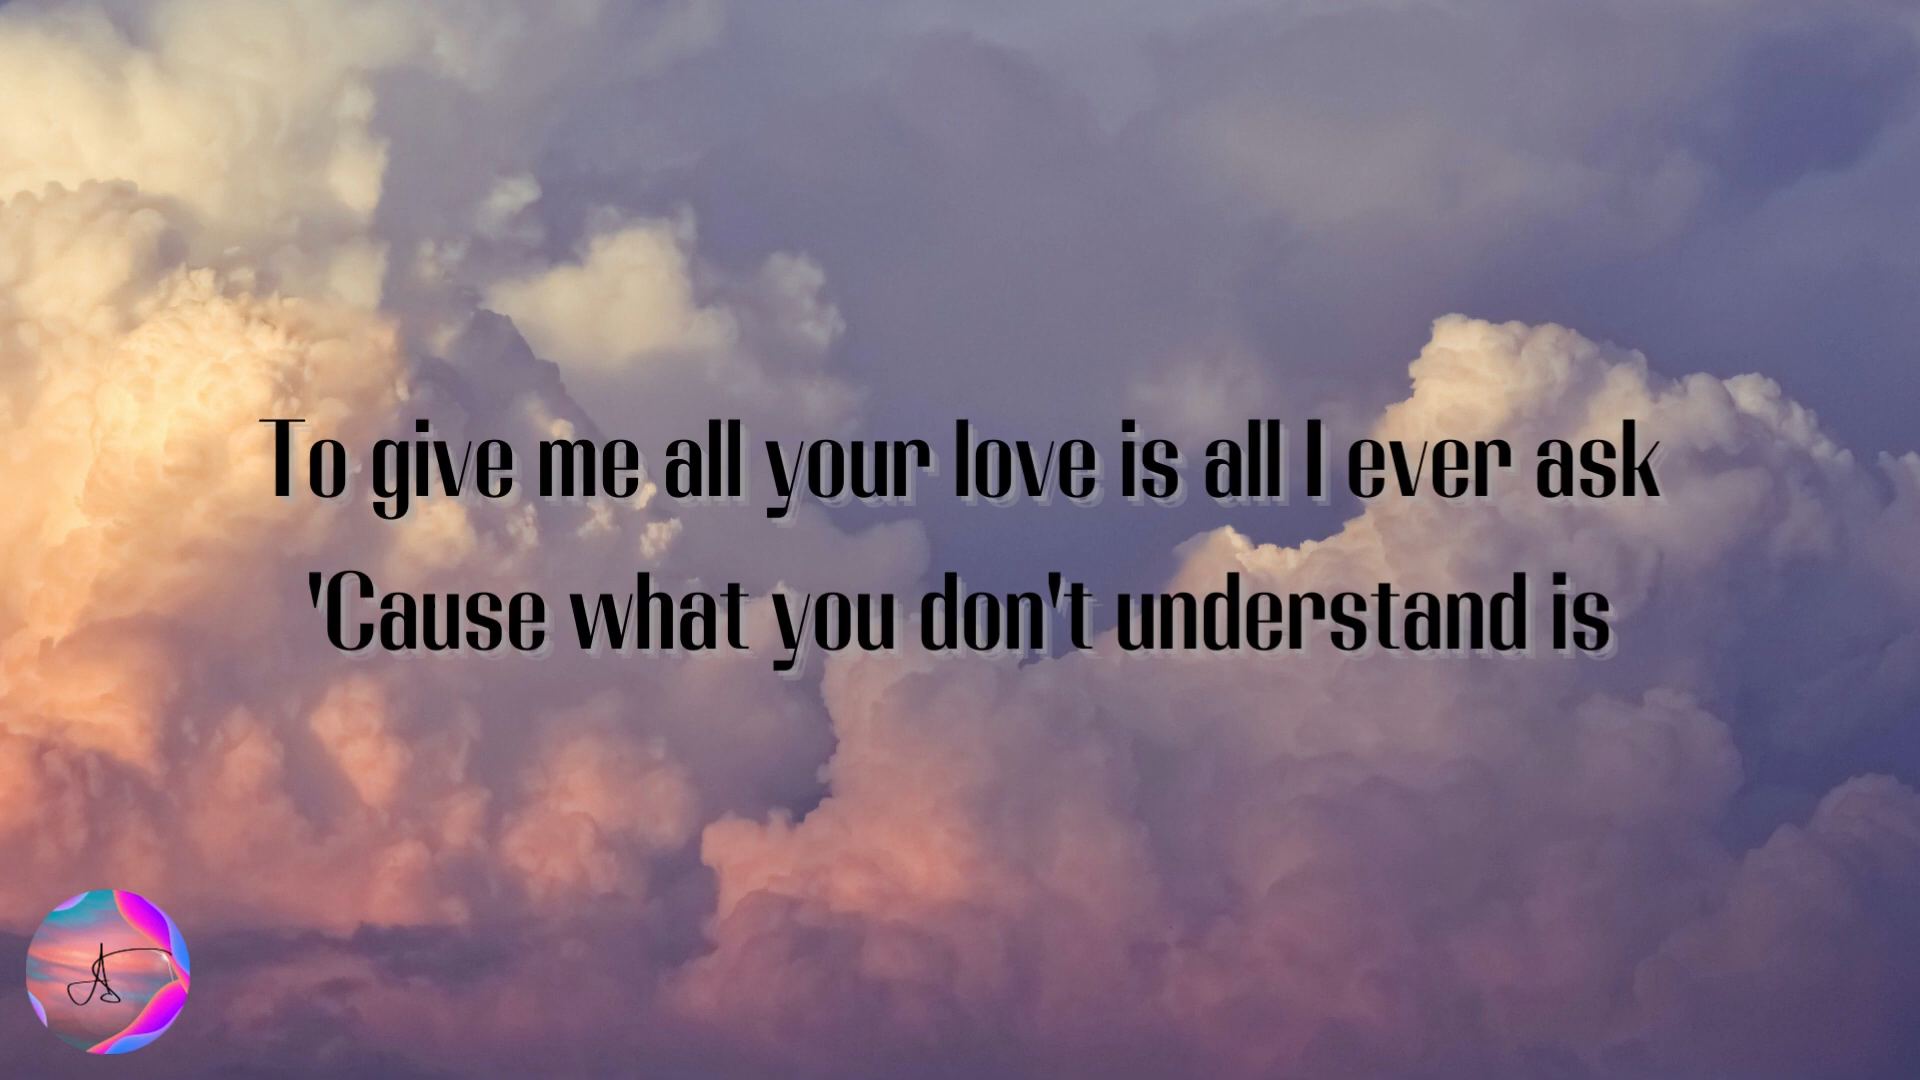 To give me all your love is all I ever ask
'Cause what you don't understand is